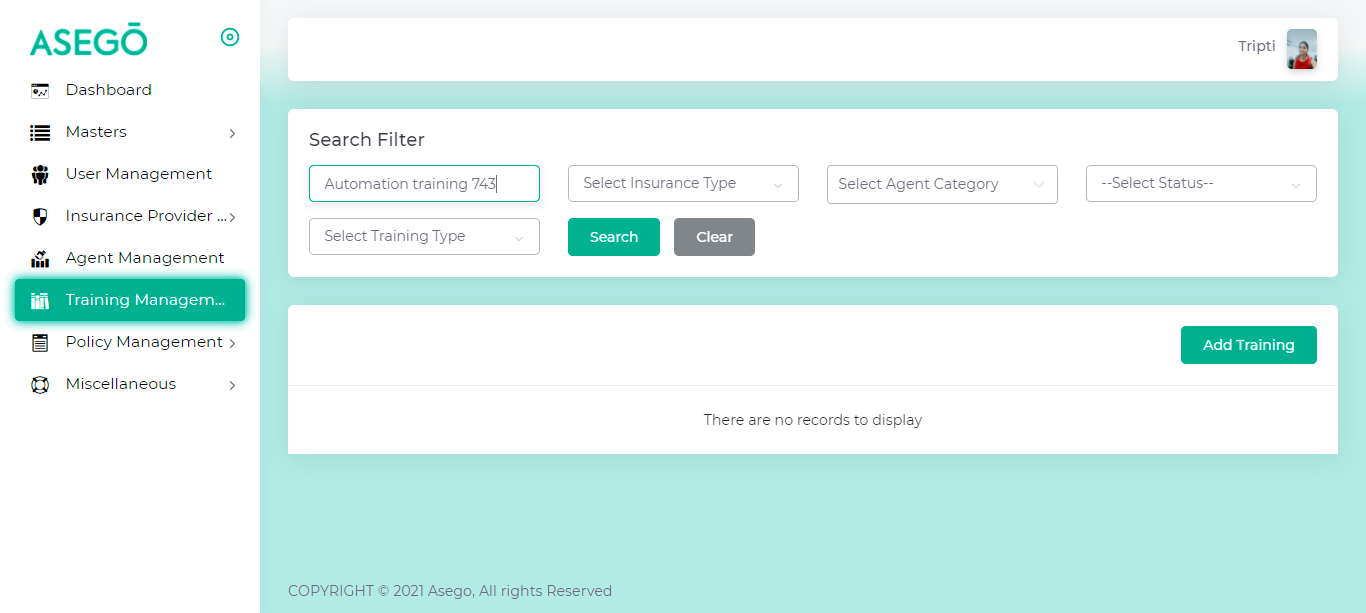 ASEGŌ
Dashboard
Masters
User Management
Insurance Provider ...
Agent Management
Training Managem...
Policy Management
Miscellaneous
Tripti
Search Filter
Automation training 743
Select Insurance Type
Select Agent Category
--Select Status--
Select Training Type
Search
Clear
Add Training
There are no records to display
COPYRIGHT © 2021 Asego, All rights Reserved